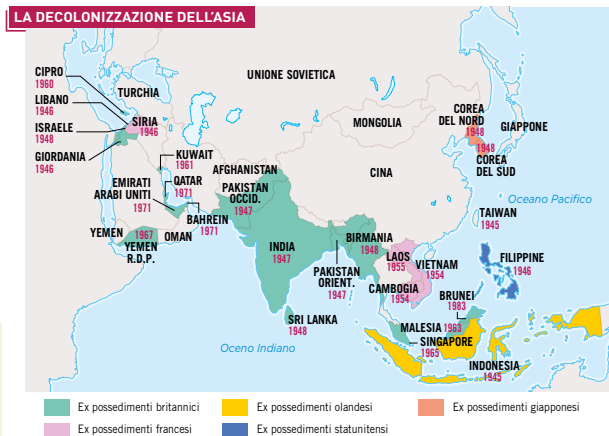 LA DECOLONIZZAZIONE DELL'ASIA
CIPRO
1960
LIBANO
1946
ISRAELE
1948
GIORDANIA
1946
TURCHIA
SIRIA
1946
UNIONE SOVIETICA
MONGOLIA
CINA
COREA
DEL NORD
1948
1948
COREA
DEL SUD
GIAPPONE
KUWAIT
1961
QATAR
1971
EMIRATI
ARABI UNITI
1971
BAHREIN
1971
AFGHANISTAN
PAKISTAN
OCCID.
1947
YEMEN
1967
YEMEN
R.D.P.
OMAN
INDIA
1947
PAKISTAN
ORIENT.
1947
BIRMANIA
1948
LAOS
1955
VIETNAM
1954
CAMBOGIA
1954
Oceano Pacifico
TAIWAN
1945
FILIPPINE
1946
BRUNEI
1983
MALESIA 1963
SINGAPORE
1965
INDONESIA
1945
SRI LANKA
1948
Oceno Indiano
Ex possedimenti britannici
Ex possedimenti olandesi
Ex possedimenti giapponesi
Ex possedimenti francesi
Ex possedimenti statunitensi